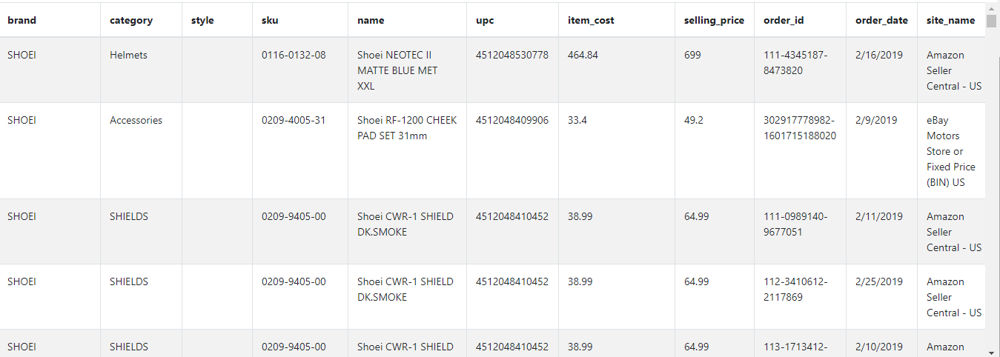 brand category style sku name upc item_cost selling_price order_id order_date site_name
SHOEI Helmets 0116-0132-08 Shoei NEOTEC II 4512048530778 464.84 699 111-4345187- 2/16/2019 Amazon
MATTE BLUE MET 8473820 Seller
XXL Central - US
SHOEI Accessories 0209-4005-31 Shoei RF-1200 CHEEK 4512048409906 33.4 49.2 302917778982- 2/9/2019 eBay
PAD SET 31mm 1601715188020 Motors
Store or
Fixed Price
(BIN) US
SHOEI SHIELDS 0209-9405-00 Shoei CWR-1 SHIELD 4512048410452 38.99 64.99 111-0989140- 2/11/2019 Amazon
DK.SMOKE 9677051 Seller
Central - US
SHOEI SHIELDS 0209-9405-00 Shoei CWR-1 SHIELD 4512048410452 38.99 64.99 112-3410612- 2/25/2019 Amazon
DK.SMOKE 2117869 Seller
Central - US
SHOEI SHIELDS 0209-9405-00 Shoei CWR-1 SHIELD 4512048410452 38.99 64.99 113-1713412- 2/10/2019 Amazon